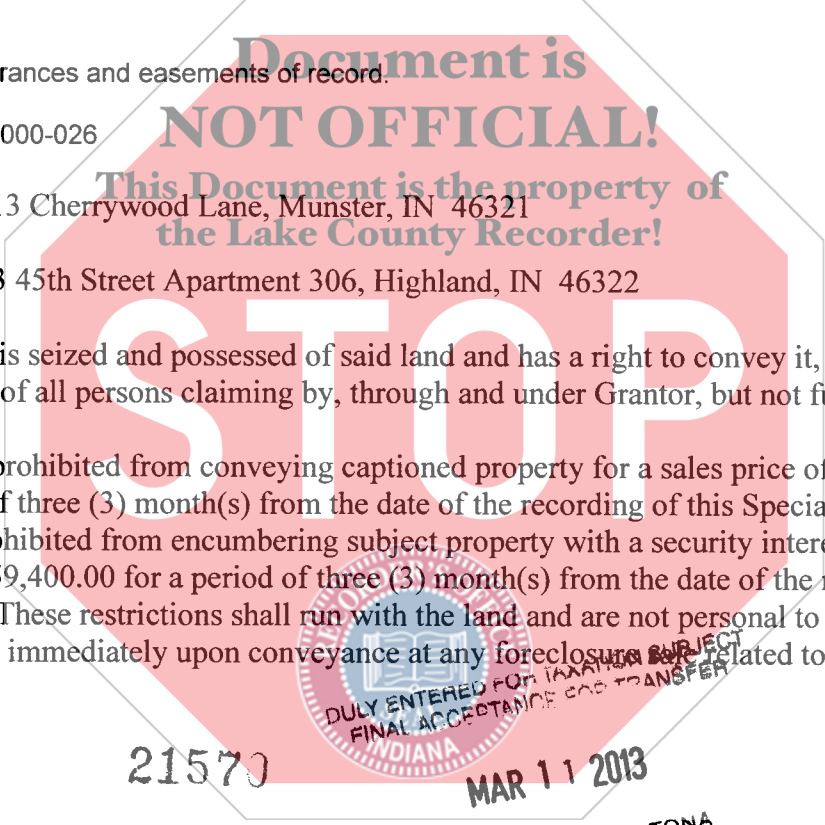 Document is
rances and easements of record.
NOT OFFICIAL!
000-026
This Document is the property of
3 Cherrywood Lane, Munster, IN 46321
the Lake County Recorder!
45th Street Apartment 306, Highland, IN 46322
STOP
is seized and possessed of said land and has a right to convey it,
of all persons claiming by, through and under Grantor, but not fu
prohibited from conveying captioned property for a sales price of
f three (3) month(s) from the date of the recording of this Specia
hibited from encumbering subject property with a security intere
9,400.00 for a period of three (3) month(s) from the date of the
These restrictions shall run with the land and are not personal to
immediately upon conveyance at any foreclosure sale related to
DULY ENTERED FOR TAXATION SUBJECT
FINAL ACCEPTANCE FOR TRANSFER
INDIANA
MAR 11 2013